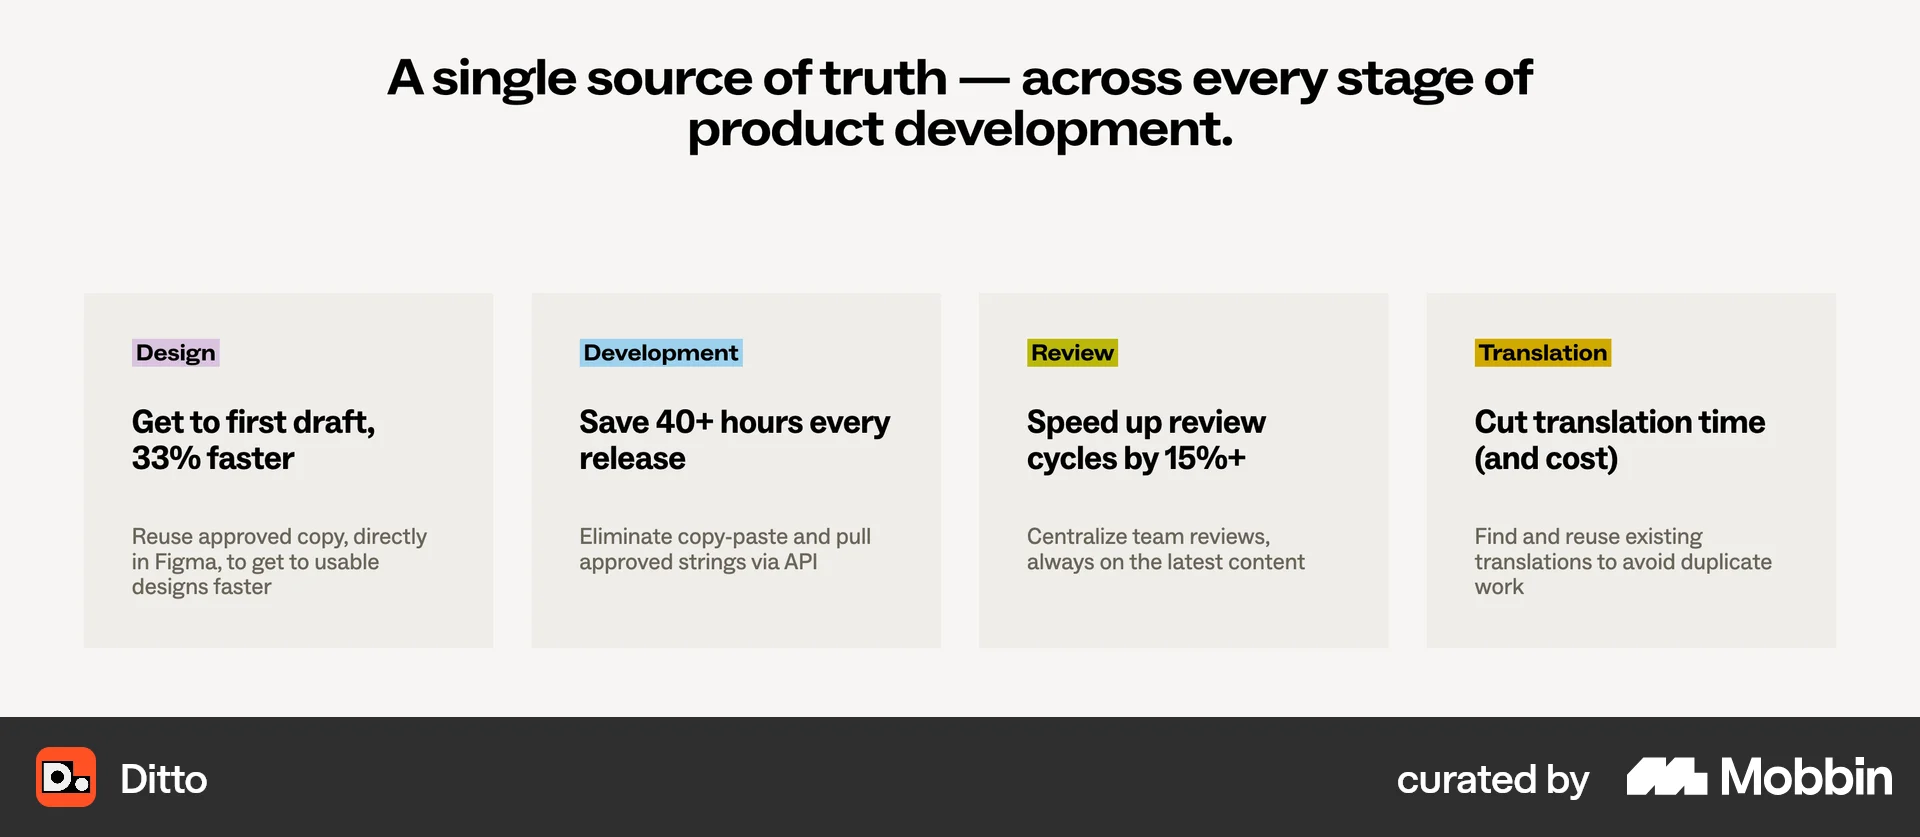 A single source of truth — across every stage of
product development.
Design
Get to first draft,
33% faster
Reuse approved copy, directly
in Figma, to get to usable
designs faster
Development
Save 40+ hours every
release
Eliminate copy-paste and pull
approved strings via API
Review
Speed up review
cycles by 15%+
Centralize team reviews,
always on the latest content
Translation
Cut translation time
(and cost)
Find and reuse existing
translations to avoid duplicate
work
D.
Ditto
curated by
Mobbin